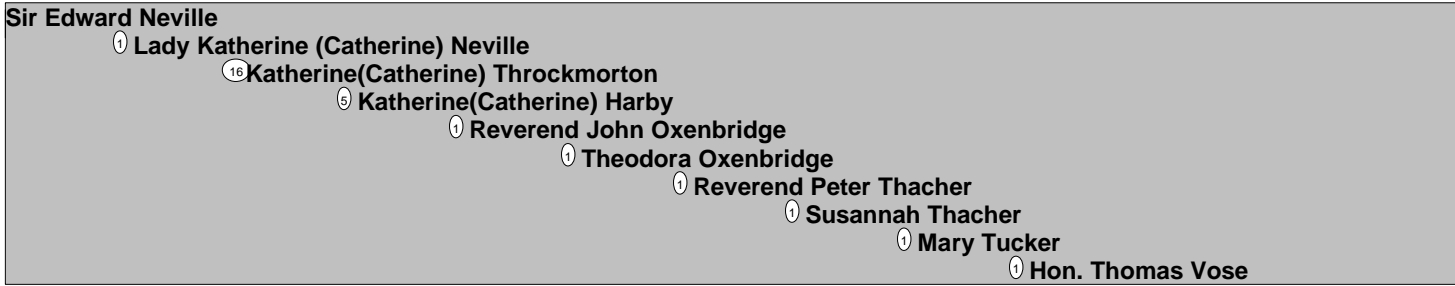 Sir Edward Neville
1 Lady Katherine (Catherine) Neville
16 Katherine(Catherine) Throckmorton
5 Katherine(Catherine) Harby
1 Reverend John Oxenbridge
1 Theodora Oxenbridge
1 Reverend Peter Thacher
1 Susannah Thacher
1 Mary Tucker
1 Hon. Thomas Vose